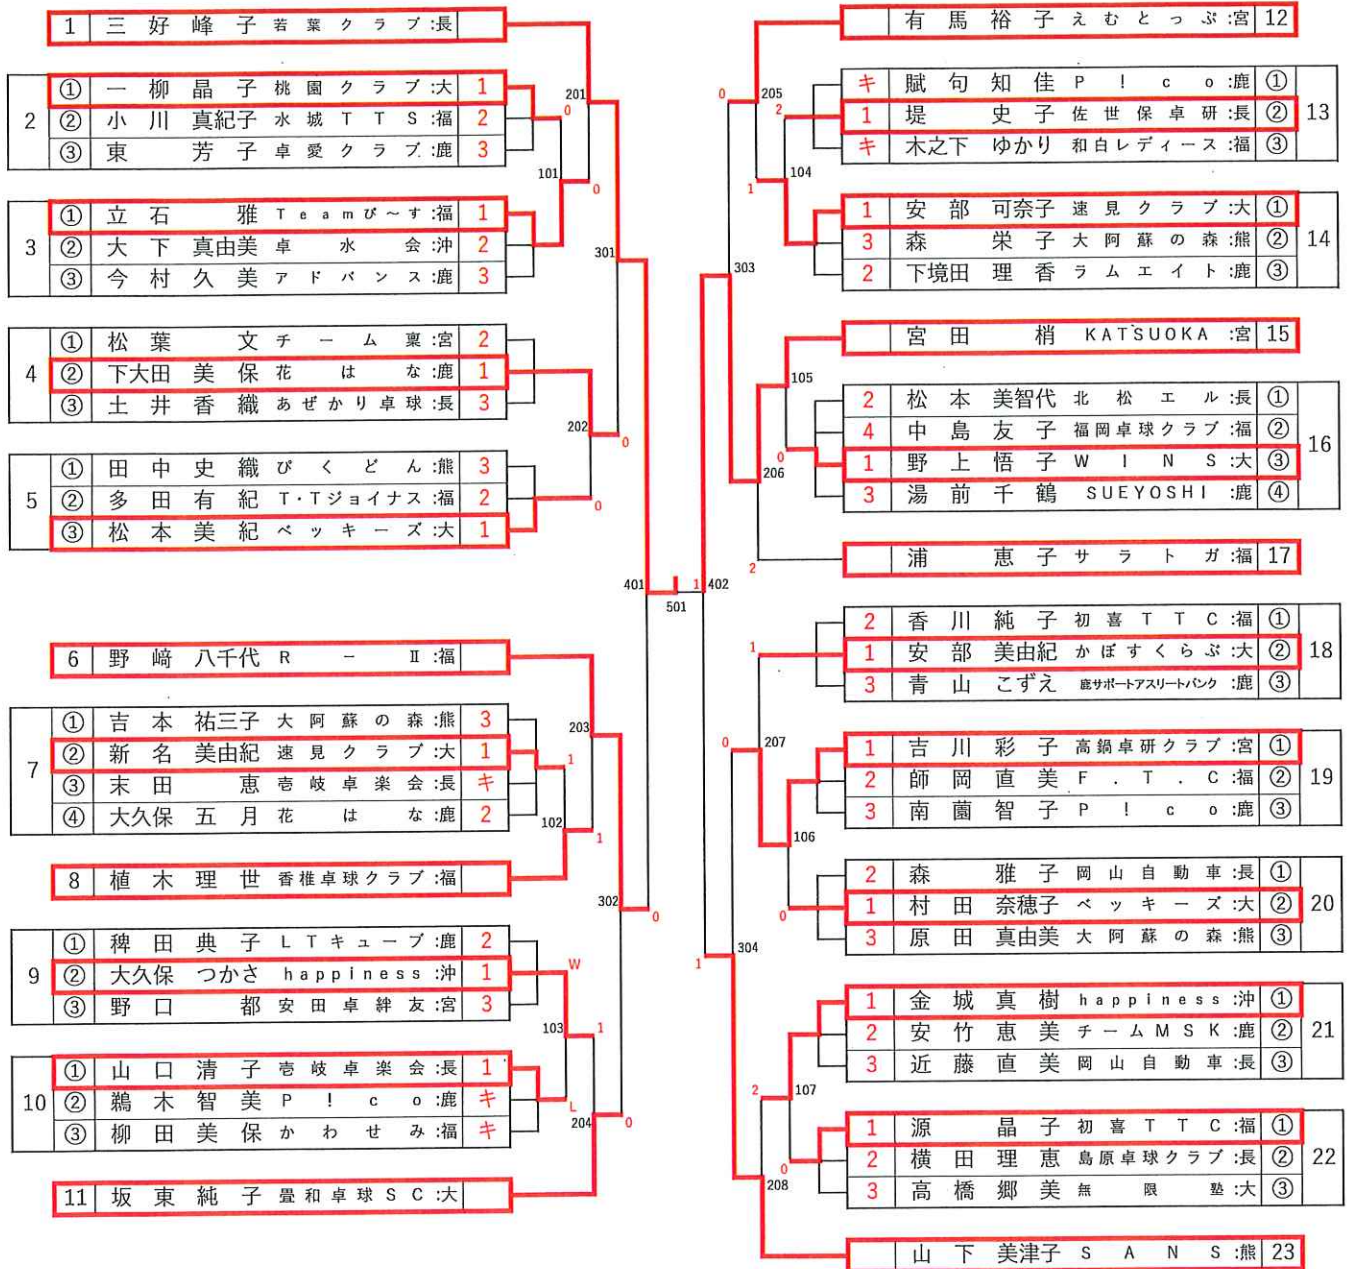 1 三好峰子 若葉クラブ:長
2
① 一柳晶子 桃園クラブ:大 1
② 小川真紀子 水城TTS:福 2
③ 東芳子 卓愛クラブ:鹿 3
3
① 立石雅 Teamぴ～す:福 1
② 大下真由美 卓水会:沖 2
③ 今村久美 アドバンス:鹿 3
4
① 松葉文 チーム稟:宮 2
② 下大田美保 花はな:鹿 1
③ 土井香織 あぜかり卓球:長 3
5
① 田中史織 ぴくどん:熊 3
② 多田有紀 T・Tジョイナス:福 2
③ 松本美紀 ベッキーズ:大 1
6 野﨑八千代 R－Ⅱ:福
7
① 吉本祐三子 大阿蘇の森:熊 3
② 新名美由紀 速見クラブ:大 1
③ 末田恵 壱岐卓楽会:長 キ
④ 大久保五月 花はな:鹿 2
8 植木理世 香椎卓球クラブ:福
9
① 稗田典子 LTキューブ:鹿 2
② 大久保つかさ happiness:沖 1
③ 野口都 安田卓絆友:宮 3
10
① 山口清子 壱岐卓楽会:長 1
② 鵜木智美 P!co:鹿 キ
③ 柳田美保 かわせみ:福 キ
11 坂東純子 畳和卓球SC:大
201
0
101
0
301
202
0
0
401
501
203
1
102
1
302
0
W
103
1
L
204
0
有馬裕子 えむとっぷ:宮 12
キ 賦句知佳 P!co:鹿 ①
1 堤史子 佐世保卓研:長 ②
キ 木之下ゆかり 和白レディース:福 ③
13
1 安部可奈子 速見クラブ:大 ①
3 森栄子 大阿蘇の森:熊 ②
2 下境田理香 ラムエイト:鹿 ③
14
宮田梢 KATSUOKA:宮 15
2 松本美智代 北松エル:長 ①
4 中島友子 福岡卓球クラブ:福 ②
1 野上悟子 WINS:大 ③
3 湯前千鶴 SUEYOSHI:鹿 ④
16
浦恵子 サラトガ:福 17
2 香川純子 初喜TTC:福 ①
1 安部美由紀 かぼすくらぶ:大 ②
3 青山こずえ 鹿サポートアスリートバンク:鹿 ③
18
1 吉川彩子 高鍋卓研クラブ:宮 ①
2 師岡直美 F.T.C:福 ②
3 南薗智子 P!co:鹿 ③
19
2 森雅子 岡山自動車:長 ①
1 村田奈穂子 ベッキーズ:大 ②
3 原田真由美 大阿蘇の森:熊 ③
20
1 金城真樹 happiness:沖 ①
2 安竹恵美 チームMSK:鹿 ②
3 近藤直美 岡山自動車:長 ③
21
1 源晶子 初喜TTC:福 ①
2 横田理恵 島原卓球クラブ:長 ②
3 高橋郷美 無限塾:大 ③
22
山下美津子 SANS:熊 23
0
205
2
104
1
303
105
0
206
2
1
402
1
0
207
106
0
304
1
2
107
0
208